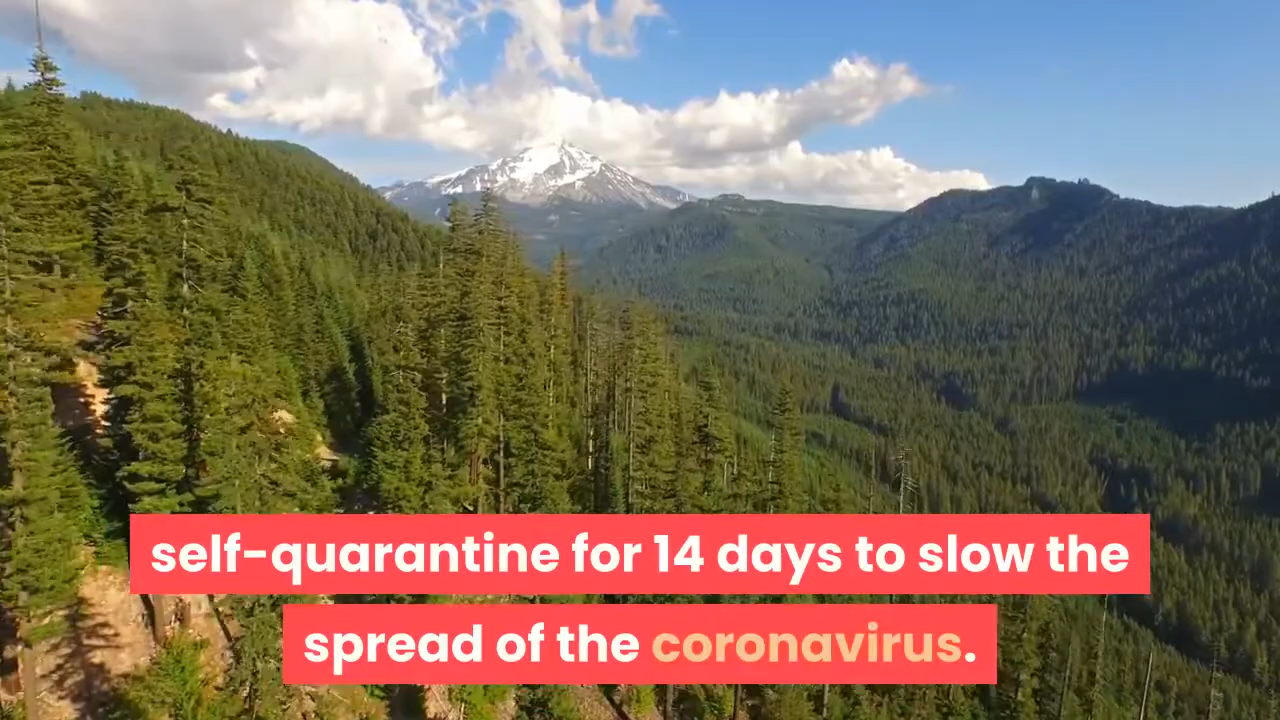 self-quarantine for 14 days to slow the
spread of the coronavirus.